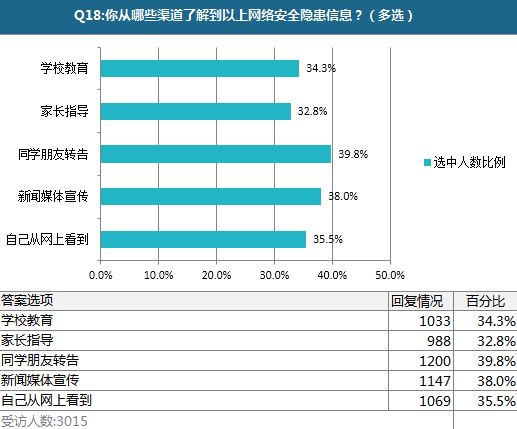 Q18:你从哪些渠道了解到以上网络安全隐患信息？（多选）
学校教育 34.3%
家长指导 32.8%
同学朋友转告 39.8%
选中人数比例
新闻媒体宣传 38.0%
自己从网上看到 35.5%
0.0% 10.0% 20.0% 30.0% 40.0% 50.0%
答案选项 回复情况 百分比
学校教育 1033 34.3%
家长指导 988 32.8%
同学朋友转告 1200 39.8%
新闻媒体宣传 1147 38.0%
自己从网上看到 1069 35.5%
受访人数:3015